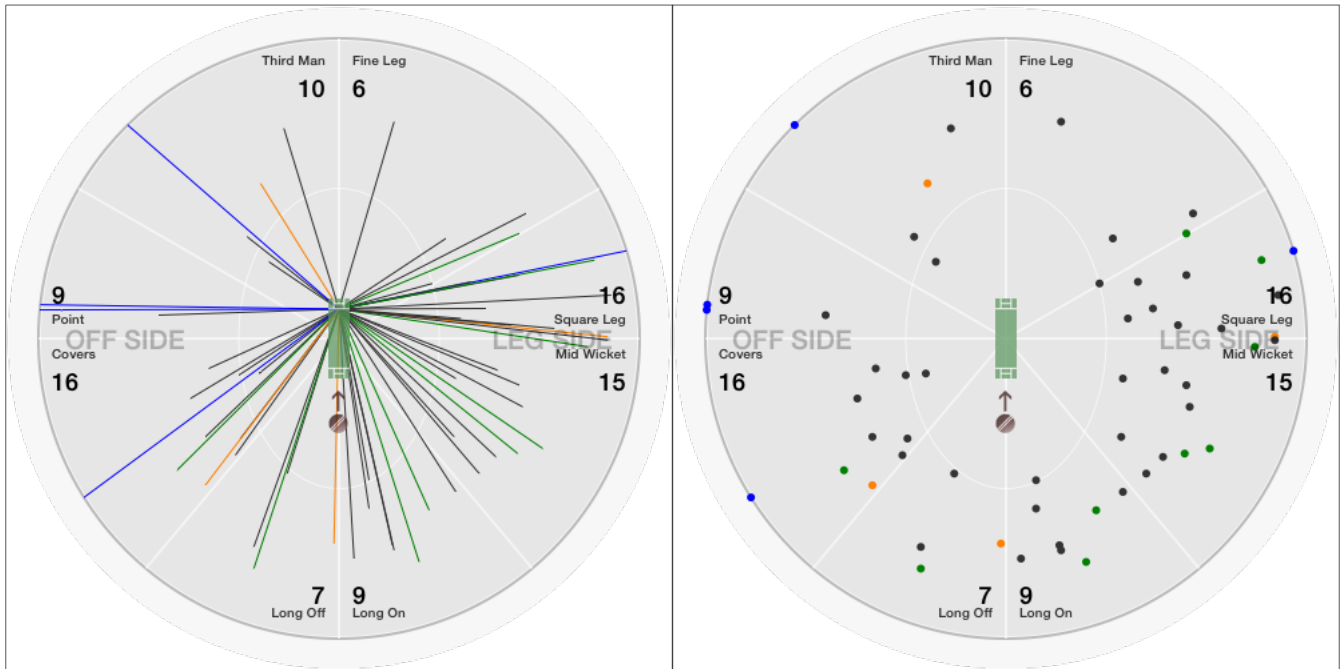 Third Man Fine Leg
10 6
9 16
Point Square Leg
OFF SIDE LEG SIDE
Covers Mid Wicket
16 15
7 9
Long Off Long On
Third Man Fine Leg
10 6
9 16
Point Square Leg
OFF SIDE LEG SIDE
Covers Mid Wicket
16 15
7 9
Long Off Long On